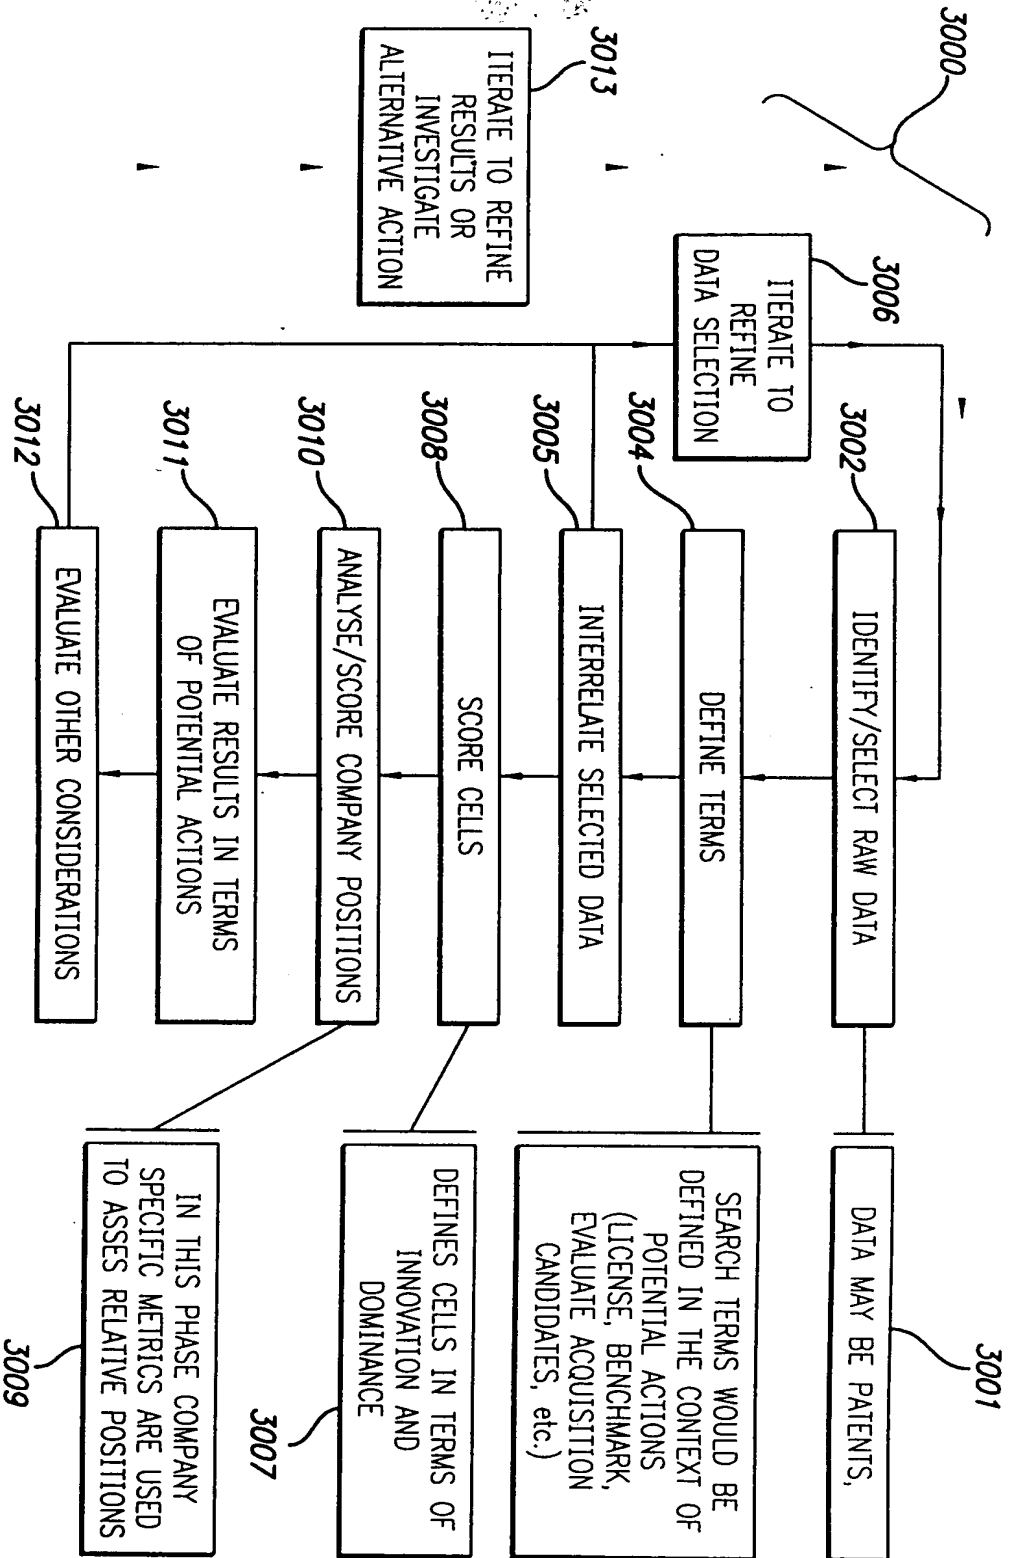 3000
3001
3002
IDENTIFY/SELECT RAW DATA
DATA MAY BE PATENTS,
3006
ITERATE TO
REFINE
DATA SELECTION
3004
DEFINE TERMS
SEARCH TERMS WOULD BE
DEFINED IN THE CONTEXT OF
POTENTIAL ACTIONS
(LICENSE, BENCHMARK,
EVALUATE ACQUISITION
CANDIDATES, etc.)
3005
INTERRELATE SELECTED DATA
3013
ITERATE TO REFINE
RESULTS OR
INVESTIGATE
ALTERNATIVE ACTION
3008
SCORE CELLS
DEFINES CELLS IN TERMS OF
INNOVATION AND
DOMINANCE
3007
3010
ANALYSE/SCORE COMPANY POSITIONS
3011
EVALUATE RESULTS IN TERMS
OF POTENTIAL ACTIONS
IN THIS PHASE COMPANY
SPECIFIC METRICS ARE USED
TO ASSES RELATIVE POSITIONS
3009
3012
EVALUATE OTHER CONSIDERATIONS